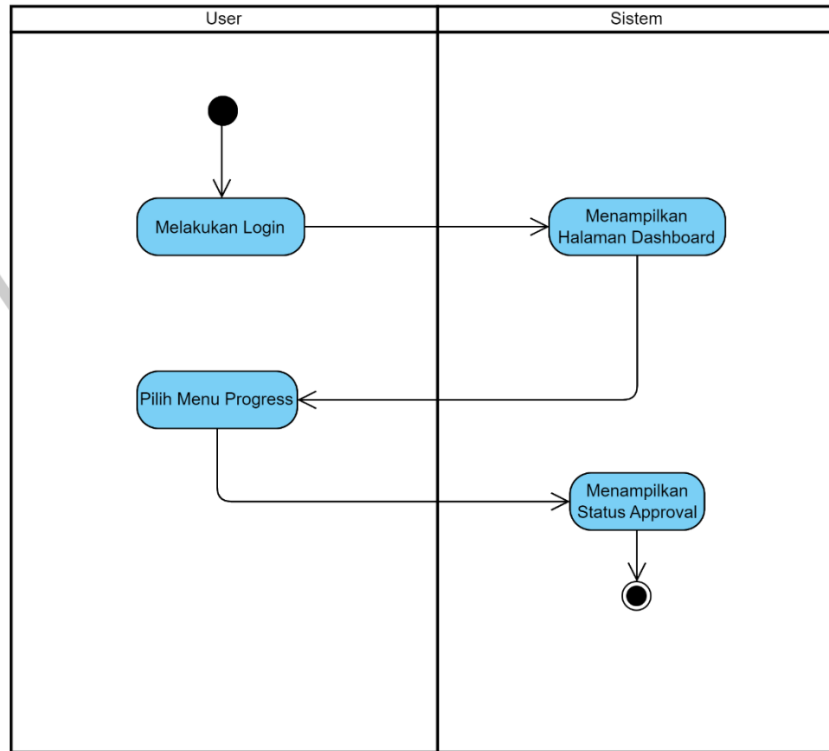 User
Sistem
Melakukan Login
Menampilkan
Halaman Dashboard
Pilih Menu Progress
Menampilkan
Status Approval